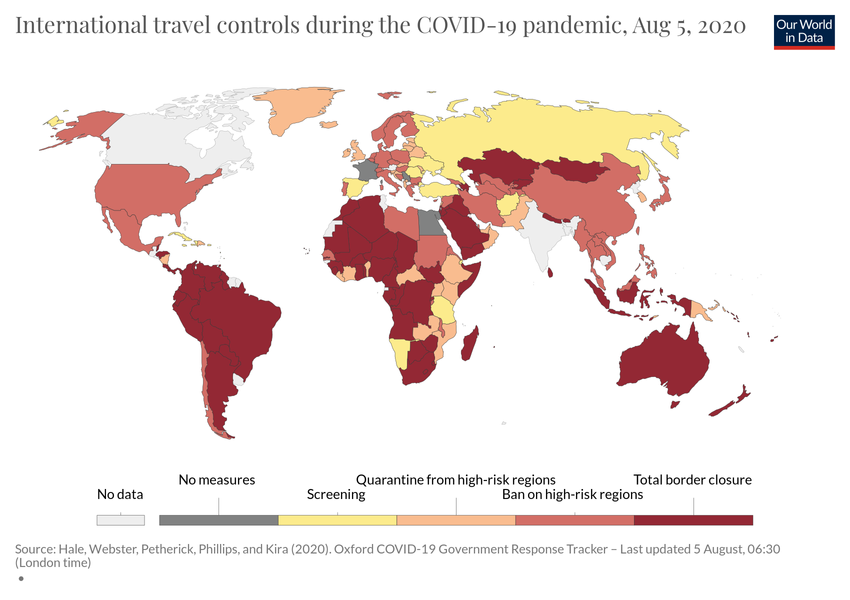 International travel controls during the COVID-19 pandemic, Aug 5, 2020
Our World
in Data
No data
No measures
Screening
Quarantine from high-risk regions
Ban on high-risk regions
Total border closure
Source: Hale, Webster, Petherick, Phillips, and Kira (2020). Oxford COVID-19 Government Response Tracker – Last updated 5 August, 06:30
(London time)